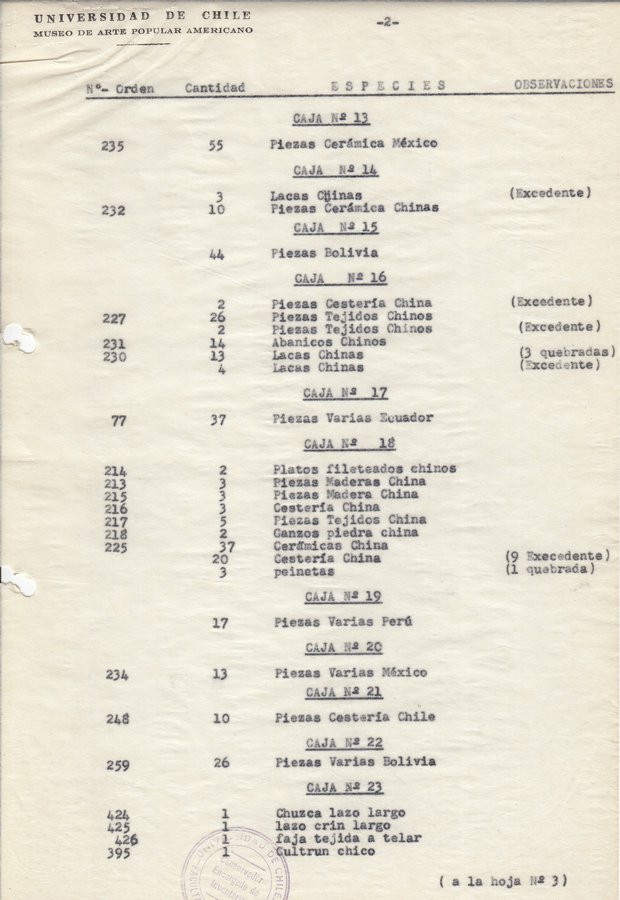 UNIVERSIDAD DE CHILE
MUSEO DE ARTE POPULAR AMERICANO
-2-
Nº- Orden Cantidad E S P E C I E S OBSERVACIONES
CAJA Nº 13
235 55 Piezas Cerámica México
CAJA Nº 14
3 Lacas Chinas (Excedente)
232 10 Piezas Cerámica Chinas
CAJA Nº 15
44 Piezas Bolivia
CAJA Nº 16
2 Piezas Cestería China (Excedente)
227 26 Piezas Tejidos Chinos
2 Piezas Tejidos Chinos (Excedente)
231 14 Abanicos Chinos
230 13 Lacas Chinas (3 quebradas)
4 Lacas Chinas (Excedente)
CAJA Nº 17
77 37 Piezas Varias Ecuador
CAJA Nº 18
214 2 Platos fileteados chinos
213 3 Piezas Maderas China
215 3 Piezas Madera China
216 3 Cestería China
217 5 Piezas Tejidos China
218 2 Ganzos piedra china
225 37 Cerámicas China
20 Cestería China (9 Execedente)
3 peinetas (1 quebrada)
CAJA Nº 19
17 Piezas Varias Perú
CAJA Nº 20
234 13 Piezas Varias México
CAJA Nº 21
248 10 Piezas Cestería Chile
CAJA Nº 22
259 26 Piezas Varias Bolivia
CAJA Nº 23
424 1 Chuzca lazo largo
425 1 lazo crin largo
426 1 faja tejida a telar
395 1 Cultrun chico
UNIVERSIDAD DE CHILE
Conservador
Encargado de
( a la hoja Nº 3)